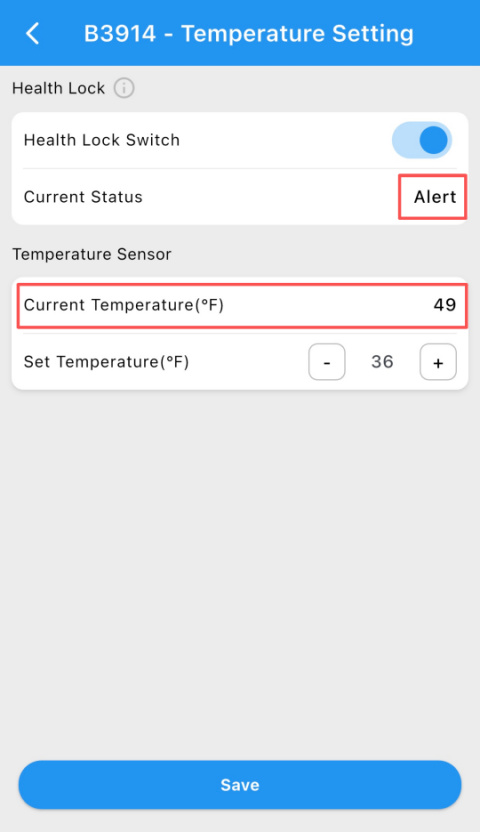 B3914 - Temperature Setting
Health Lock
Health Lock Switch
Current Status Alert
Temperature Sensor
Current Temperature(°F) 49
Set Temperature(°F) - 36 +
Save